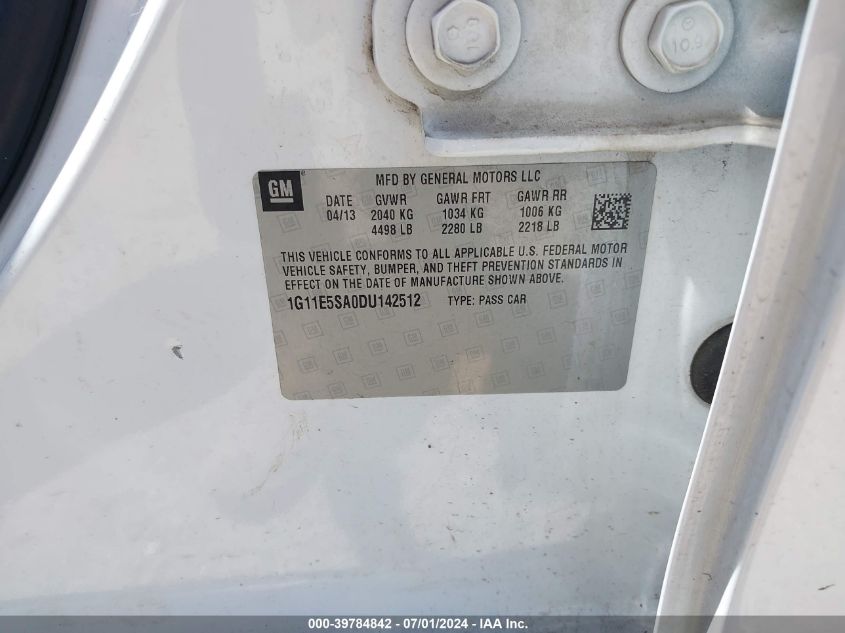 10.9
10.9
GM
MFD BY GENERAL MOTORS LLC
DATE GVWR GAWR FRT GAWR RR
04/13 2040 KG 1034 KG 1006 KG
4498 LB 2280 LB 2218 LB
THIS VEHICLE CONFORMS TO ALL APPLICABLE U.S. FEDERAL MOTOR
VEHICLE SAFETY, BUMPER, AND THEFT PREVENTION STANDARDS IN
EFFECT ON THE DATE OF MANUFACTURE SHOWN ABOVE.
1G11E5SA0DU142512 TYPE: PASS CAR
000-39784842 - 07/01/2024 - IAA Inc.